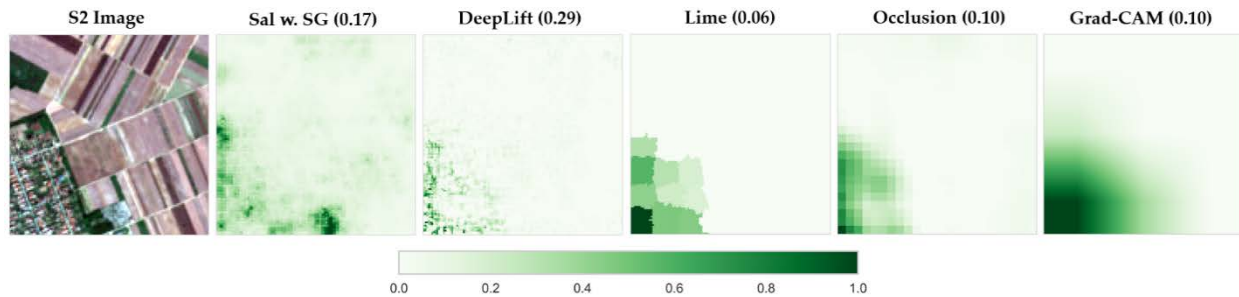 S2 Image Sal w. SG (0.17) DeepLift (0.29) Lime (0.06) Occlusion (0.10) Grad-CAM (0.10)
0.0 0.2 0.4 0.6 0.8 1.0